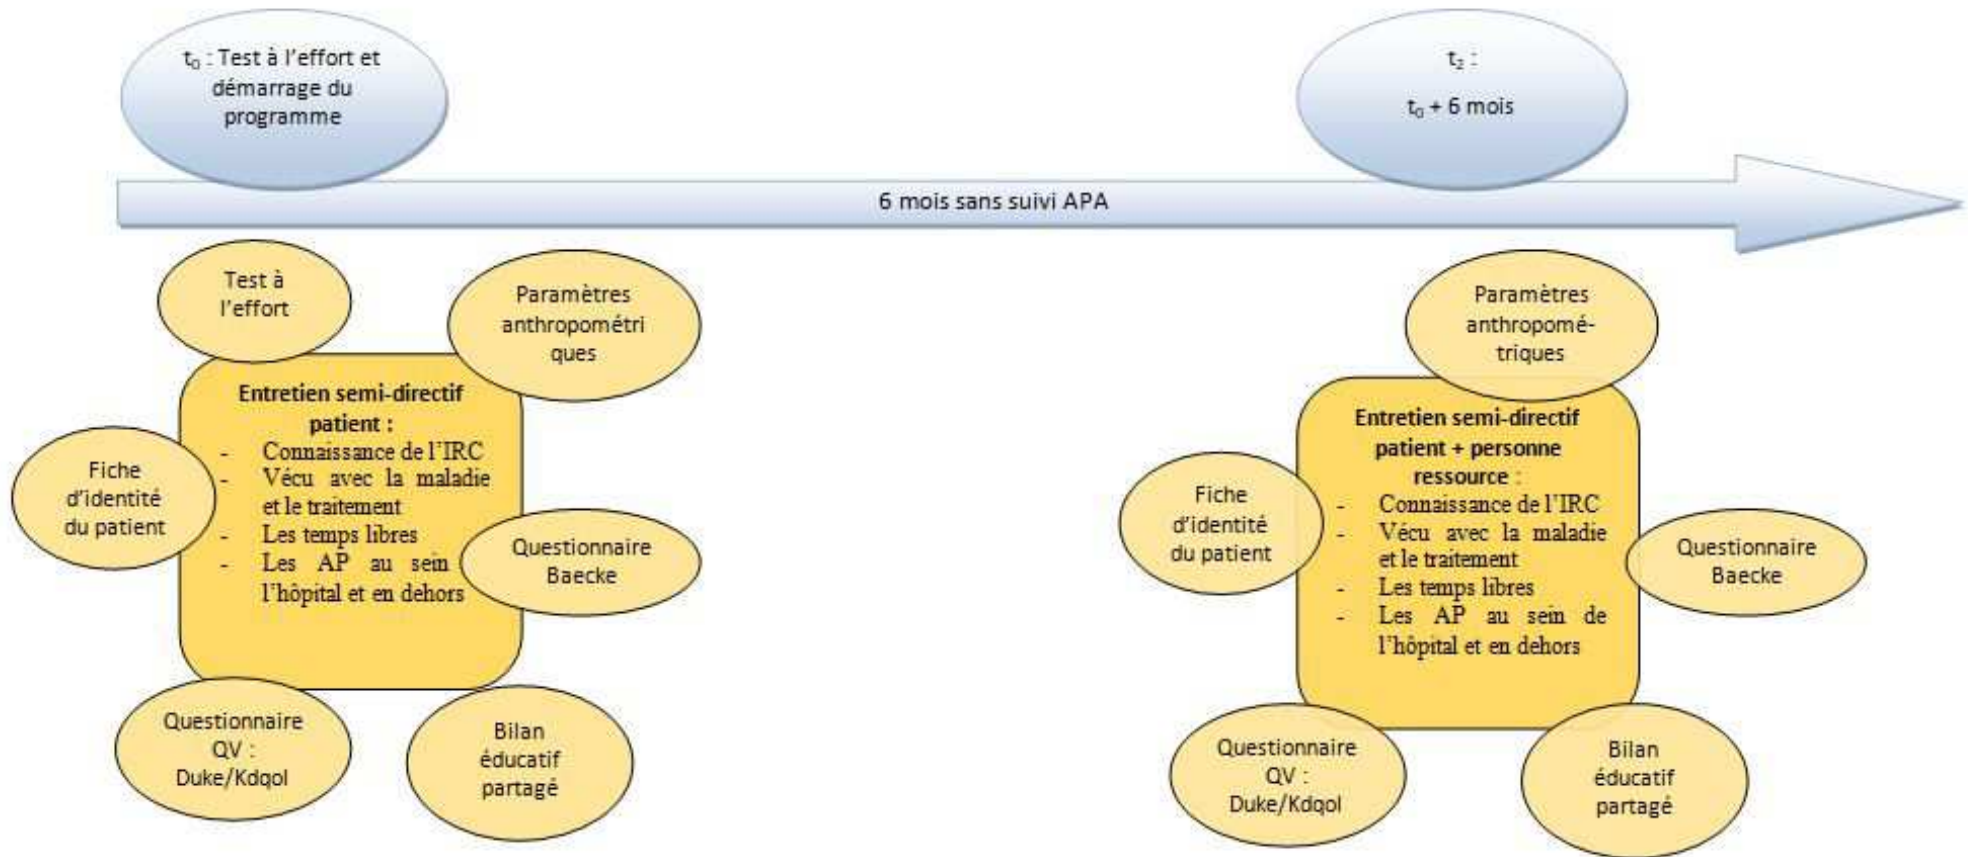 t₀ : Test à l'effort et
démarrage du
programme
t₂ :
t₀ + 6 mois
6 mois sans suivi APA
Test à
l'effort
Paramètres
anthropométri
ques
Entretien semi-directif
patient :
- Connaissance de l'IRC
- Vécu avec la maladie
et le traitement
- Les temps libres
- Les AP au sein
l'hôpital et en dehors
Fiche
d'identité
du patient
Questionnaire
Baecke
Questionnaire
QV :
Duke/Kdqol
Bilan
éducatif
partagé
Paramètres
anthropomé-
triques
Entretien semi-directif
patient + personne
ressource :
- Connaissance de l'IRC
- Vécu avec la maladie
et le traitement
- Les temps libres
- Les AP au sein de
l'hôpital et en dehors
Fiche
d'identité
du patient
Questionnaire
Baecke
Questionnaire
QV :
Duke/Kdqol
Bilan
éducatif
partagé